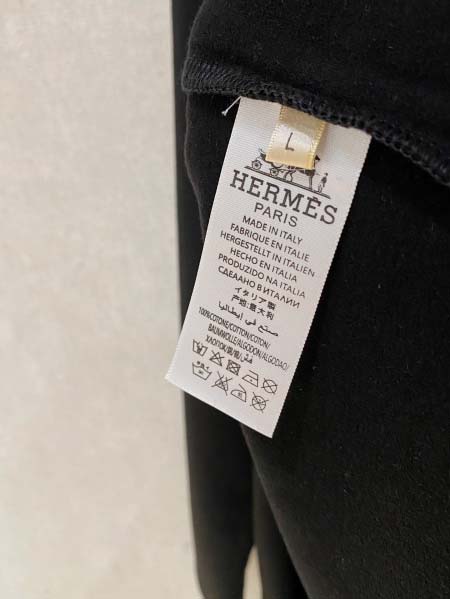 L
HERMÈS
PARIS
MADE IN ITALY
FABRIQUE EN ITALIE
HERGESTELLT IN ITALIEN
HECHO EN ITALIA
PRODUZIDO NA ITALIA
СДЕЛАНО В ИТАЛИИ
イタリア製
产地:意大利
صنع في إيطاليا
100%COTONE/COTTON/COTON/
BAUMWOLLE/ALGODON/ALGODAO/
ХЛОПОК/綿/棉/قطن